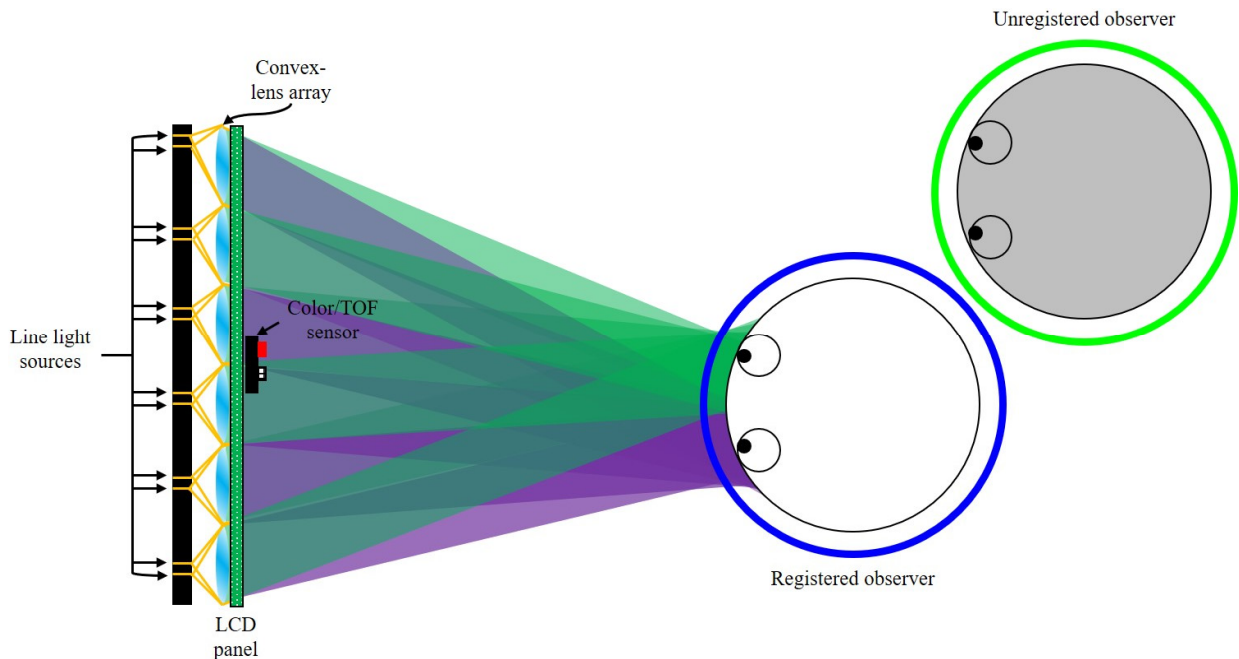 Unregistered observer
Convex-
lens array
Color/TOF
sensor
Line light
sources
Registered observer
LCD
panel